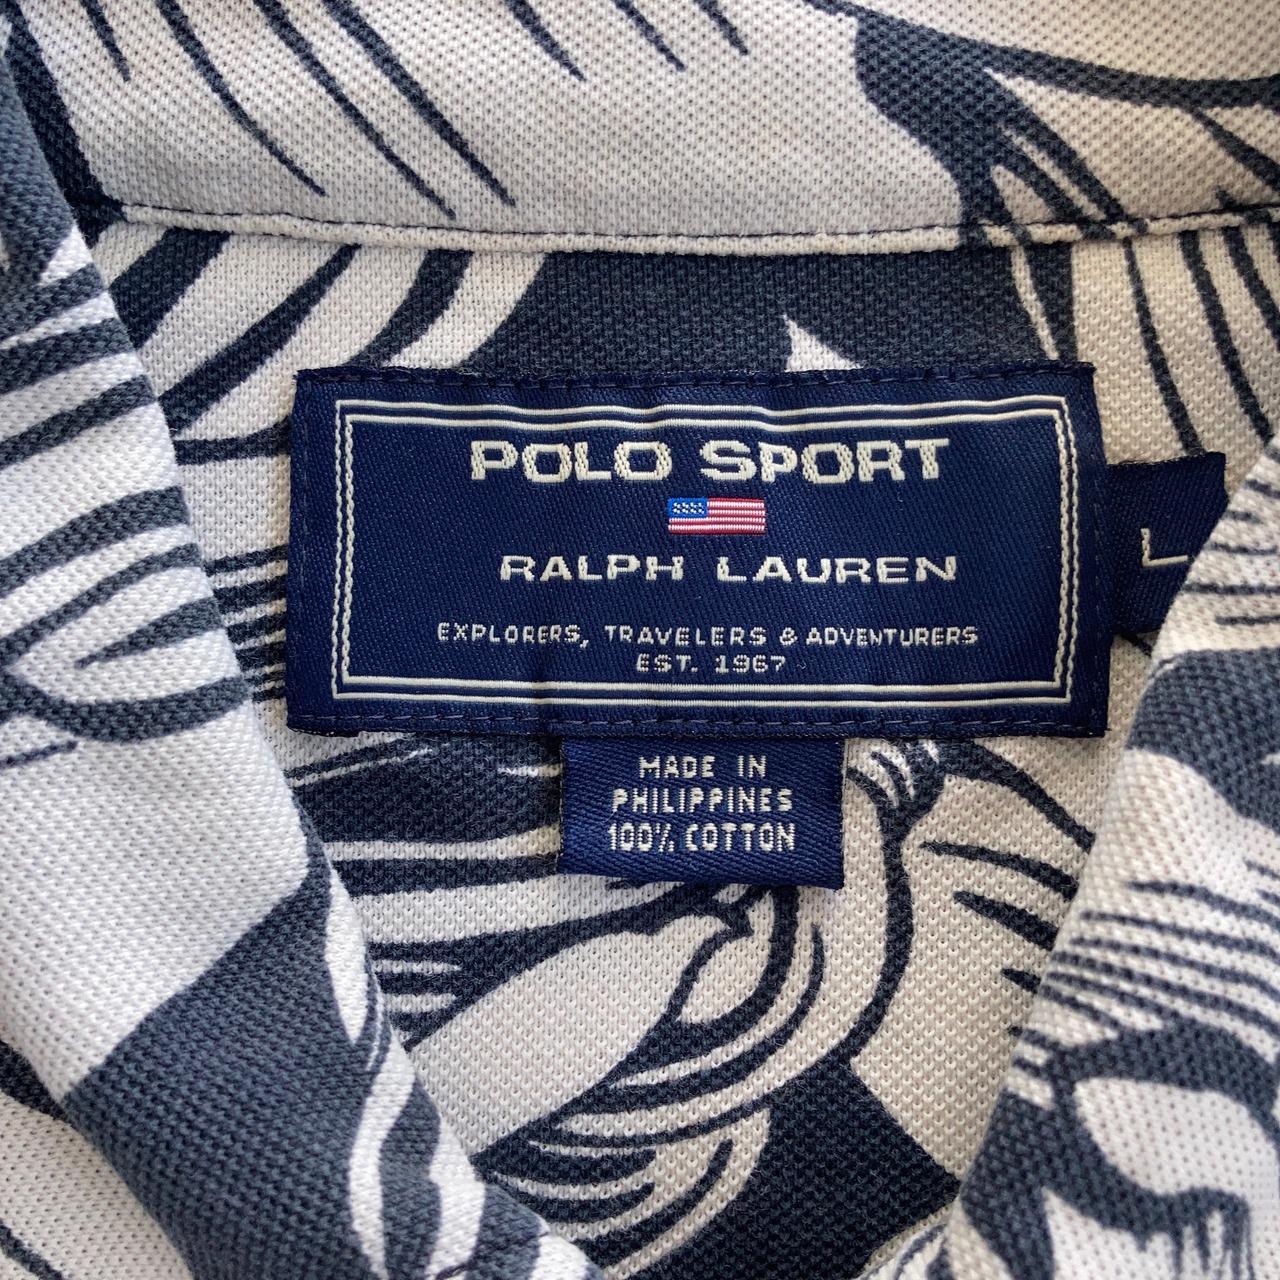 POLO SPORT
RALPH LAUREN
EXPLORERS, TRAVELERS & ADVENTURERS
EST. 1967
L
MADE IN
PHILIPPINES
100% COTTON